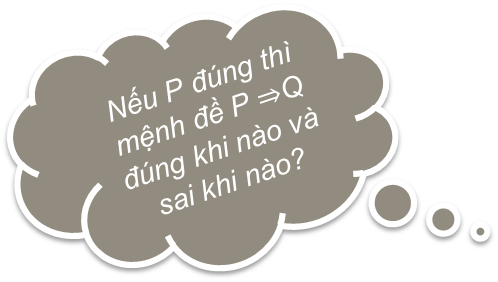 Nếu P đúng thì
mệnh đề P ⇒Q
đúng khi nào và
sai khi nào?